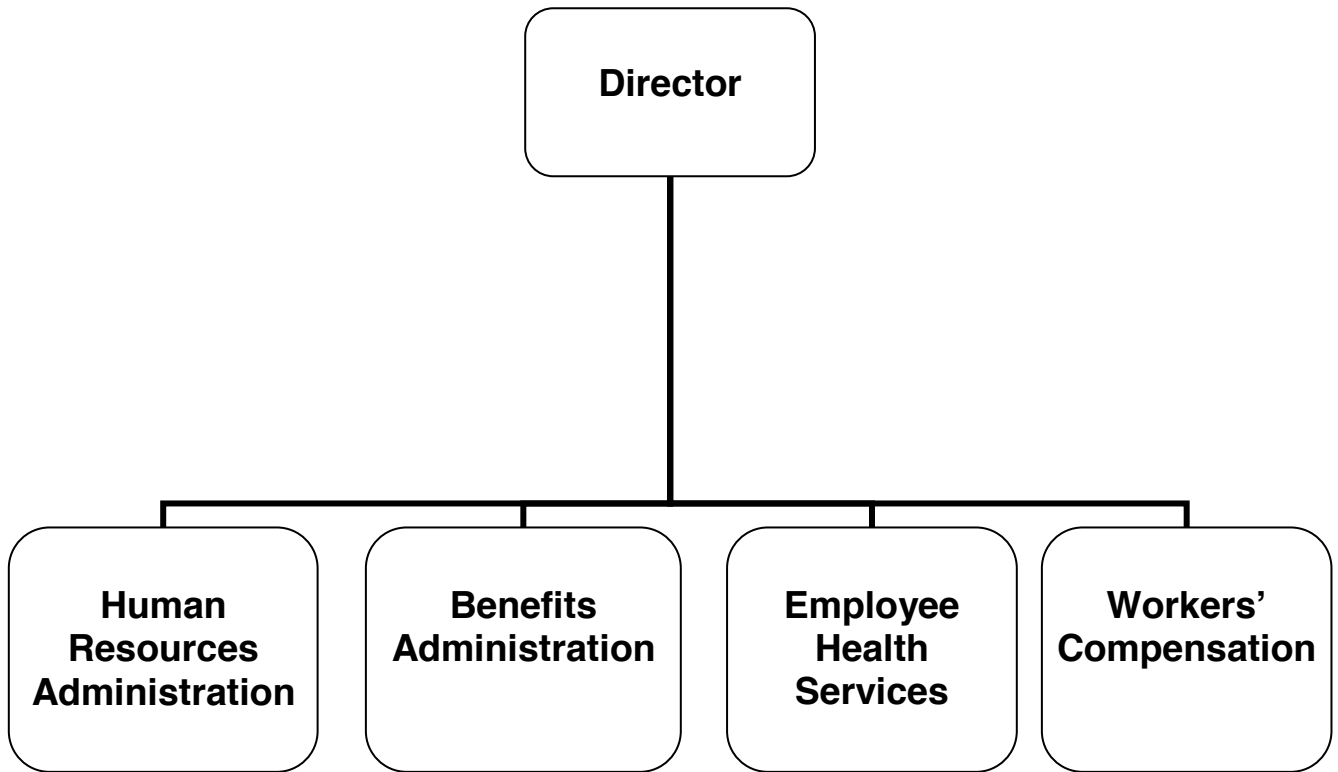 Director
Human
Resources
Administration
Benefits
Administration
Employee
Health
Services
Workers’
Compensation